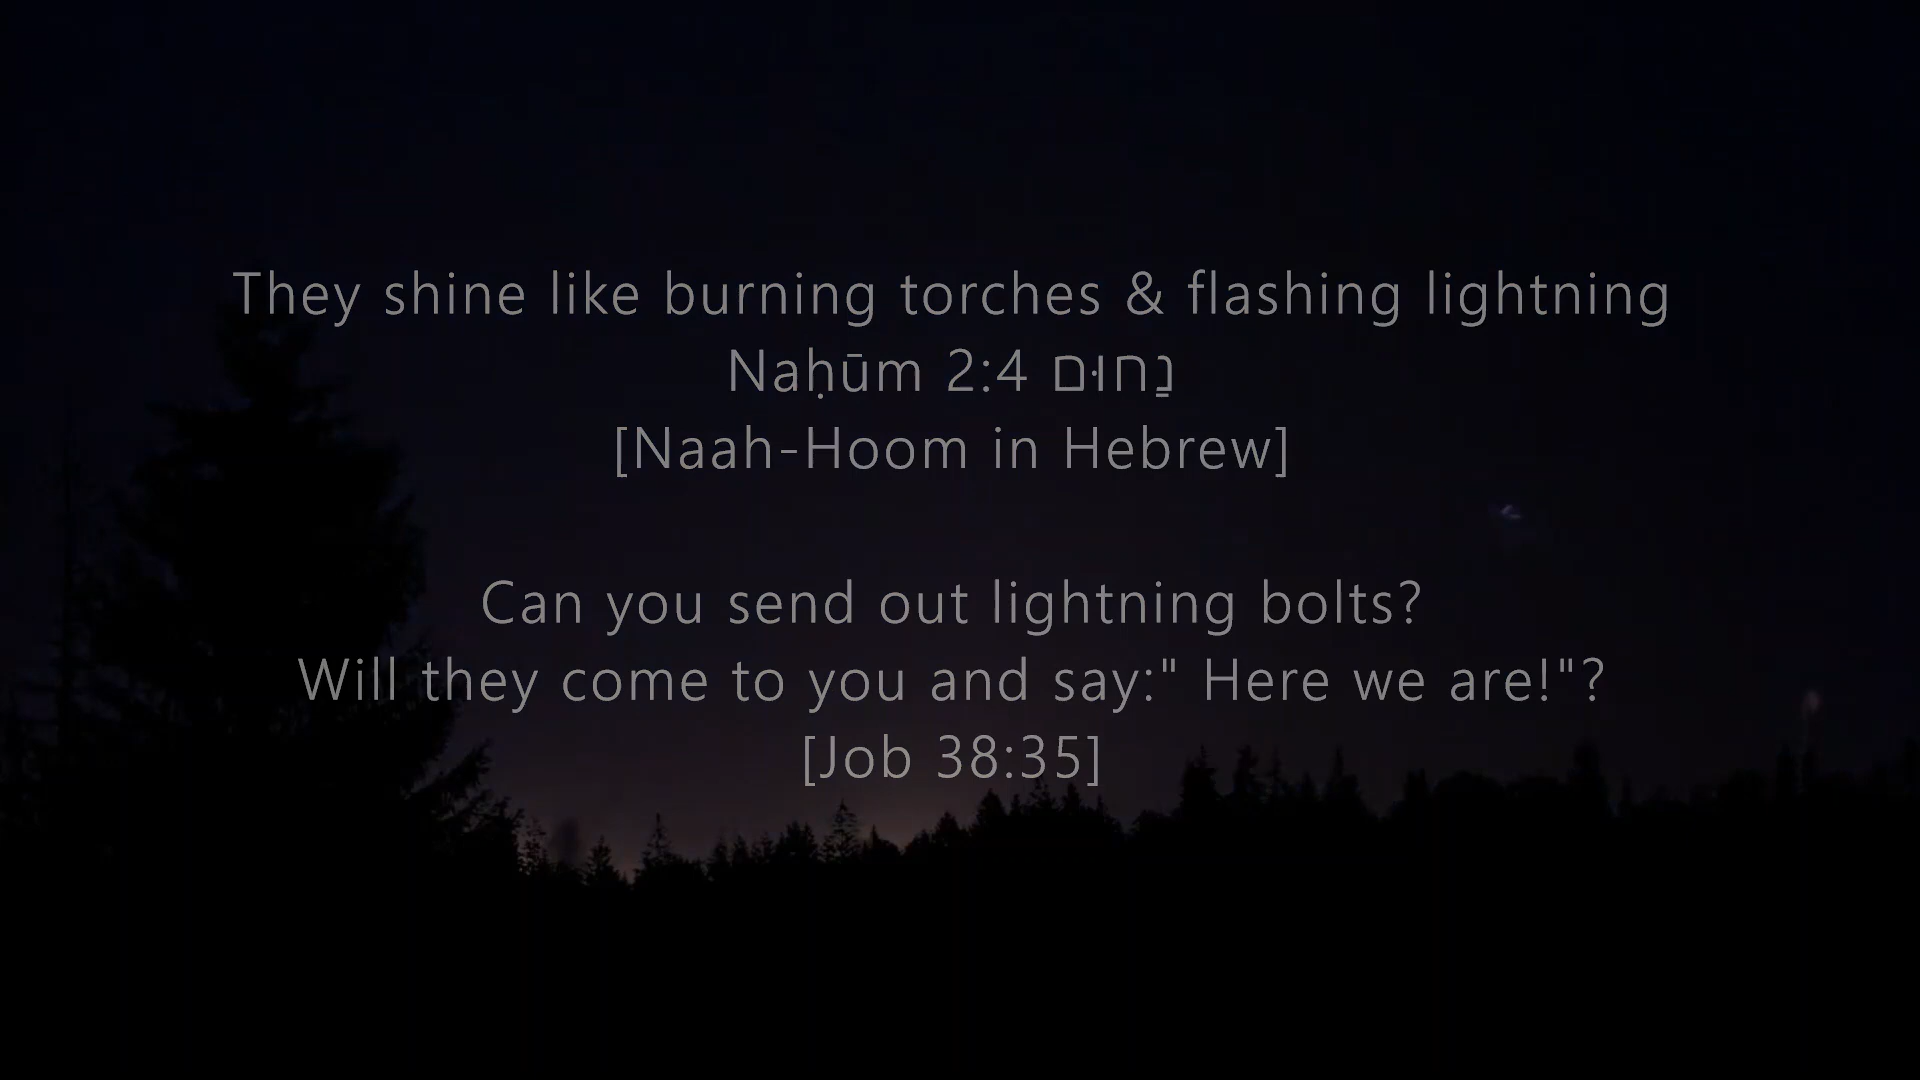 They shine like burning torches & flashing lightning
Naḥūm 2:4 נַחוּם
[Naah-Hoom in Hebrew]
Can you send out lightning bolts?
Will they come to you and say:" Here we are!"?
[Job 38:35]